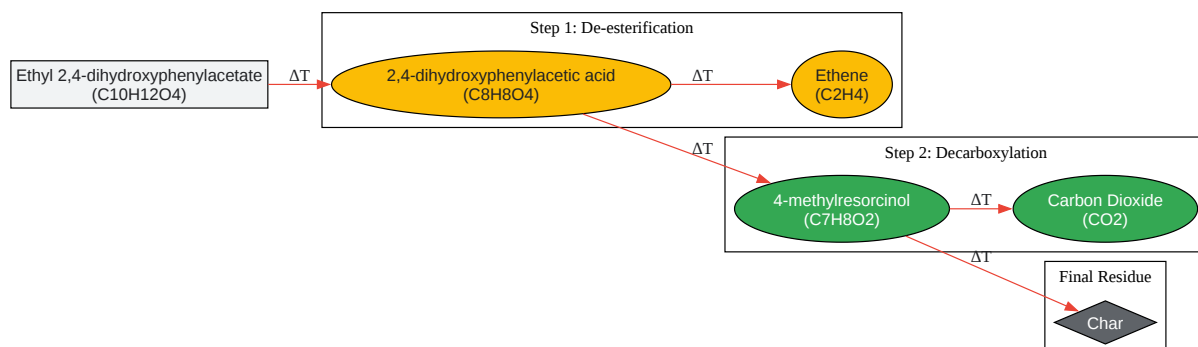 Step 1: De-esterification
Ethyl 2,4-dihydroxyphenylacetate
(C10H12O4)
ΔT
2,4-dihydroxyphenylacetic acid
(C8H8O4)
ΔT
Ethene
(C2H4)
ΔT
Step 2: Decarboxylation
4-methylresorcinol
(C7H8O2)
ΔT
Carbon Dioxide
(CO2)
ΔT
Final Residue
Char